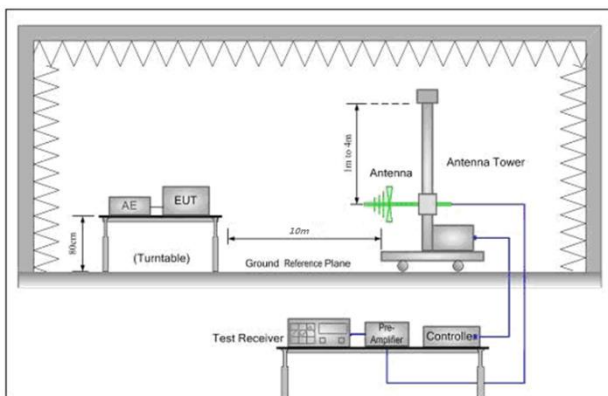 1m to 4m
Antenna
Antenna Tower
AE
EUT
80cm
(Turntable)
10m
Ground Reference Plane
Test Receiver
Pre-
Amplifier
Controller